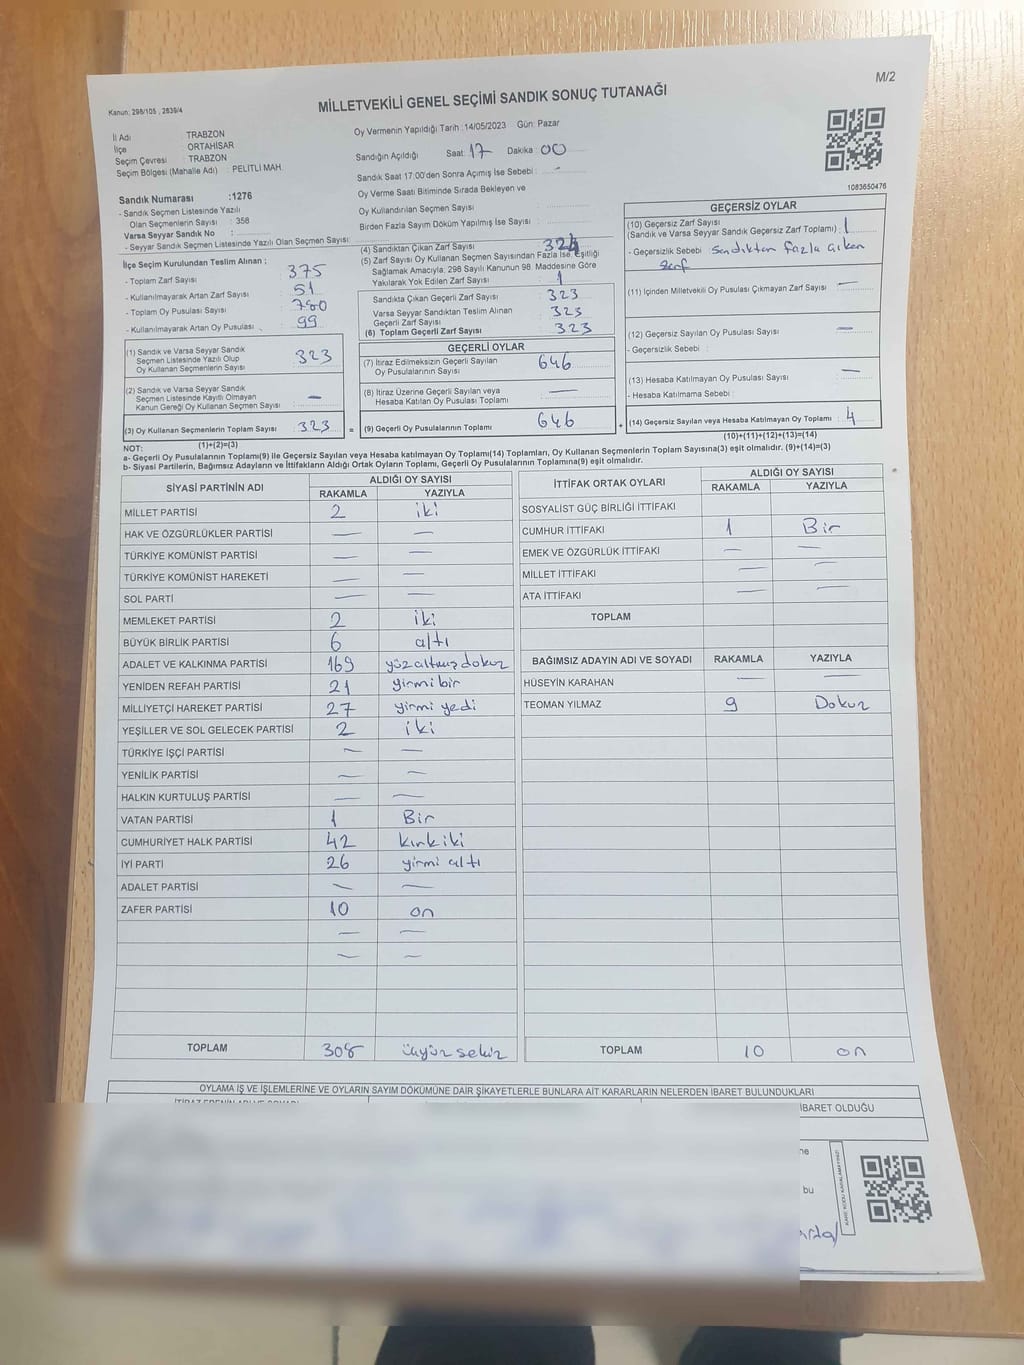 M/2
Kanun: 298/105 , 2839/4
MİLLETVEKİLİ GENEL SEÇİMİ SANDIK SONUÇ TUTANAĞI
İl Adı TRABZON
İlçe ORTAHİSAR
Seçim Çevresi : TRABZON
Seçim Bölgesi (Mahalle Adı) : PELİTLİ MAH.
Sandık Numarası :1276
- Sandık Seçmen Listesinde Yazılı
Olan Seçmenlerin Sayısı : 358
Varsa Seyyar Sandık No :
- Seyyar Sandık Seçmen Listesinde Yazılı Olan Seçmen Sayısı:
Oy Vermenin Yapıldığı Tarih :14/05/2023 Gün: Pazar
Sandığın Açıldığı Saat: 17 Dakika: 00
Sandık Saat 17:00'den Sonra Açımış İse Sebebi : -
Oy Verme Saati Bitiminde Sırada Bekleyen ve
Oy Kullandırılan Seçmen Sayısı :
Birden Fazla Sayım Döküm Yapılmış İse Sayısı :
1083650476
İlçe Seçim Kurulundan Teslim Alınan ;
- Toplam Zarf Sayısı : 375
- Kullanılmayarak Artan Zarf Sayısı : 51
- Toplam Oy Pusulası Sayısı : 780
- Kullanılmayarak Artan Oy Pusulası : 99
(1) Sandık ve Varsa Seyyar Sandık
Seçmen Listesinde Yazılı Olup
Oy Kullanan Seçmenlerin Sayısı : 323
(2) Sandık ve Varsa Seyyar Sandık
Seçmen Listesinde Kayıtlı Olmayan
Kanun Gereği Oy Kullanan Seçmen Sayısı : -
(3) Oy Kullanan Seçmenlerin Toplam Sayısı : 323
(1)+(2)=(3)
(4) Sandıktan Çıkan Zarf Sayısı : 324
(5) Zarf Sayısı Oy Kullanan Seçmen Sayısından Fazla İse, Eşitliği
Sağlamak Amacıyla; 298 Sayılı Kanunun 98. Maddesine Göre
Yakılarak Yok Edilen Zarf Sayısı : 1
Sandıkta Çıkan Geçerli Zarf Sayısı : 323
Varsa Seyyar Sandıktan Teslim Alınan
Geçerli Zarf Sayısı : 323
(6) Toplam Geçerli Zarf Sayısı : 323
GEÇERLİ OYLAR
(7) İtiraz Edilmeksizin Geçerli Sayılan
Oy Pusulalarının Sayısı : 646
(8) İtiraz Üzerine Geçerli Sayılan veya
Hesaba Katılan Oy Pusulası Toplamı : —
= (9) Geçerli Oy Pusulalarının Toplamı : 646
GEÇERSİZ OYLAR
(10) Geçersiz Zarf Sayısı
(Sandık ve Varsa Seyyar Sandık Geçersiz Zarf Toplamı) : 1
- Geçersizlik Sebebi : Sandıktan fazla çıkan
zarf
(11) İçinden Milletvekili Oy Pusulası Çıkmayan Zarf Sayısı : —
(12) Geçersiz Sayılan Oy Pusulası Sayısı : —
- Geçersizlik Sebebi :
(13) Hesaba Katılmayan Oy Pusulası Sayısı : —
- Hesaba Katılmama Sebebi :
+ (14) Geçersiz Sayılan veya Hesaba Katılmayan Oy Toplamı : 4
(10)+(11)+(12)+(13)=(14)
NOT:
a- Geçerli Oy Pusulalarının Toplamı(9) ile Geçersiz Sayılan veya Hesaba katılmayan Oy Toplamı(14) Toplamları, Oy Kullanan Seçmenlerin Toplam Sayısına(3) eşit olmalıdır. (9)+(14)=(3)
b- Siyasi Partilerin, Bağımsız Adayların ve İttifakların Aldığı Ortak Oyların Toplamı, Geçerli Oy Pusulalarının Toplamına(9) eşit olmalıdır.
SİYASİ PARTİNİN ADI ALDIĞI OY SAYISI
RAKAMLA YAZIYLA
MİLLET PARTİSİ 2 iki
HAK VE ÖZGÜRLÜKLER PARTİSİ — —
TÜRKİYE KOMÜNİST PARTİSİ — —
TÜRKİYE KOMÜNİST HAREKETİ — —
SOL PARTİ — —
MEMLEKET PARTİSİ 2 iki
BÜYÜK BİRLİK PARTİSİ 6 altı
ADALET VE KALKINMA PARTİSİ 169 yüzaltmışdokuz
YENİDEN REFAH PARTİSİ 21 yirmibir
MİLLİYETÇİ HAREKET PARTİSİ 27 yirmi yedi
YEŞİLLER VE SOL GELECEK PARTİSİ 2 iki
TÜRKİYE İŞÇİ PARTİSİ — —
YENİLİK PARTİSİ — —
HALKIN KURTULUŞ PARTİSİ — —
VATAN PARTİSİ 1 Bir
CUMHURİYET HALK PARTİSİ 42 kırkiki
İYİ PARTİ 26 yirmi altı
ADALET PARTİSİ — —
ZAFER PARTİSİ 10 on
— —
— —
TOPLAM 308 üçyüz sekiz
İTTİFAK ORTAK OYLARI ALDIĞI OY SAYISI
RAKAMLA YAZIYLA
SOSYALİST GÜÇ BİRLİĞİ İTTİFAKI
CUMHUR İTTİFAKI 1 Bir
EMEK VE ÖZGÜRLÜK İTTİFAKI — —
MİLLET İTTİFAKI — —
ATA İTTİFAKI — —
TOPLAM
BAĞIMSIZ ADAYIN ADI VE SOYADI RAKAMLA YAZIYLA
HÜSEYİN KARAHAN — —
TEOMAN YILMAZ 9 Dokuz
TOPLAM 10 on
OYLAMA İŞ VE İŞLEMLERİNE VE OYLARIN SAYIM DÖKÜMÜNE DAİR ŞİKAYETLERLE BUNLARA AİT KARARLARIN NELERDEN İBARET BULUNDUKLARI
İBARET OLDUĞU
bu